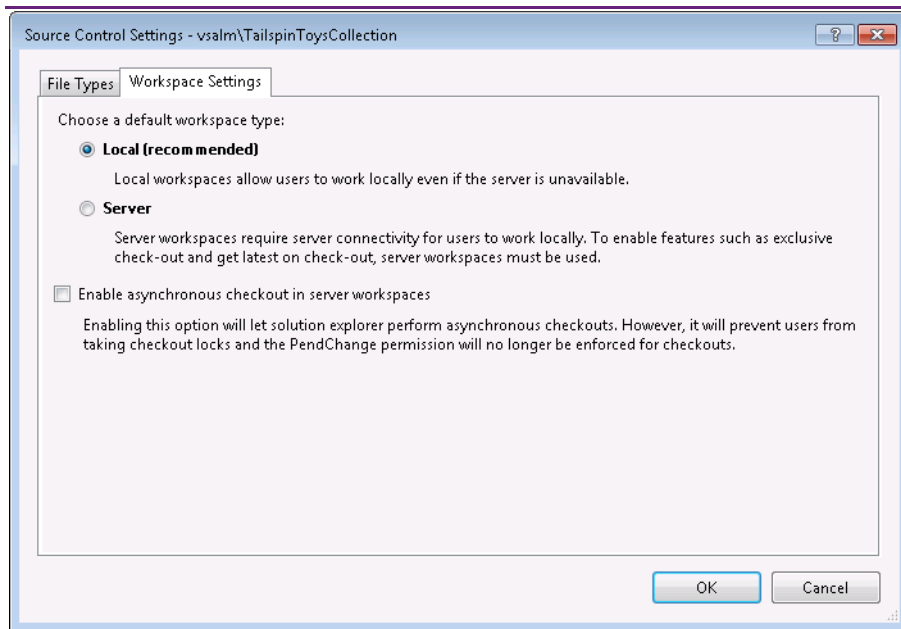 Source Control Settings - vsalm\TailspinToysCollection
File Types
Workspace Settings
Choose a default workspace type:
Local (recommended)
Local workspaces allow users to work locally even if the server is unavailable.
Server
Server workspaces require server connectivity for users to work locally. To enable features such as exclusive
check-out and get latest on check-out, server workspaces must be used.
Enable asynchronous checkout in server workspaces
Enabling this option will let solution explorer perform asynchronous checkouts. However, it will prevent users from
taking checkout locks and the PendChange permission will no longer be enforced for checkouts.
OK
Cancel